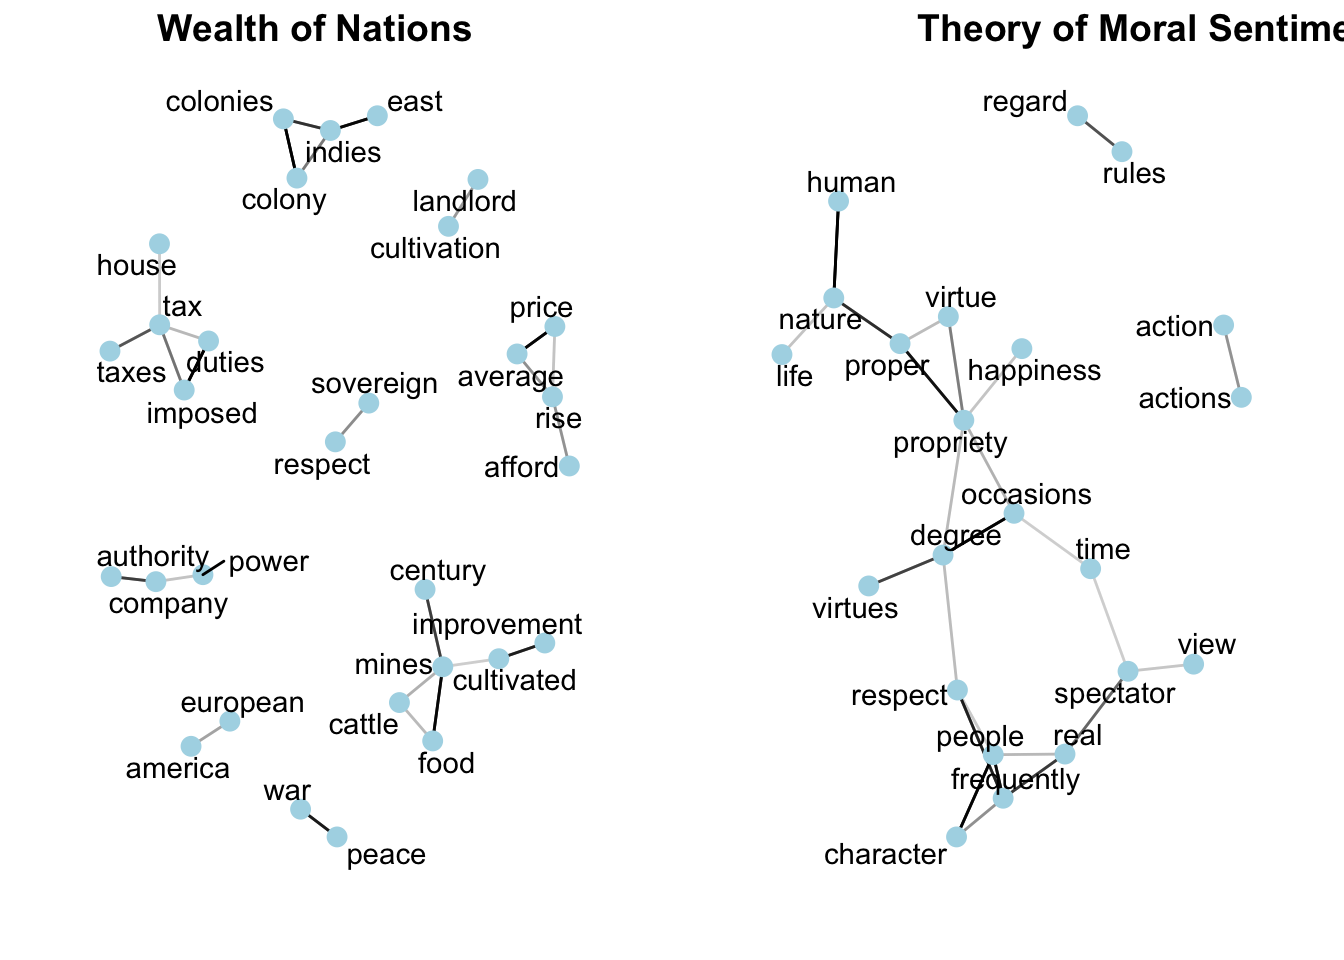 Wealth of Nations
colonies
east
indies
colony
landlord
cultivation
house
tax
taxes
duties
imposed
price
average
rise
afford
sovereign
respect
authority
power
company
century
improvement
mines
cultivated
cattle
food
european
america
war
peace
Theory of Moral Sentime
regard
rules
human
nature
life
virtue
proper
happiness
propriety
action
actions
occasions
degree
time
virtues
view
spectator
respect
people
real
frequently
character